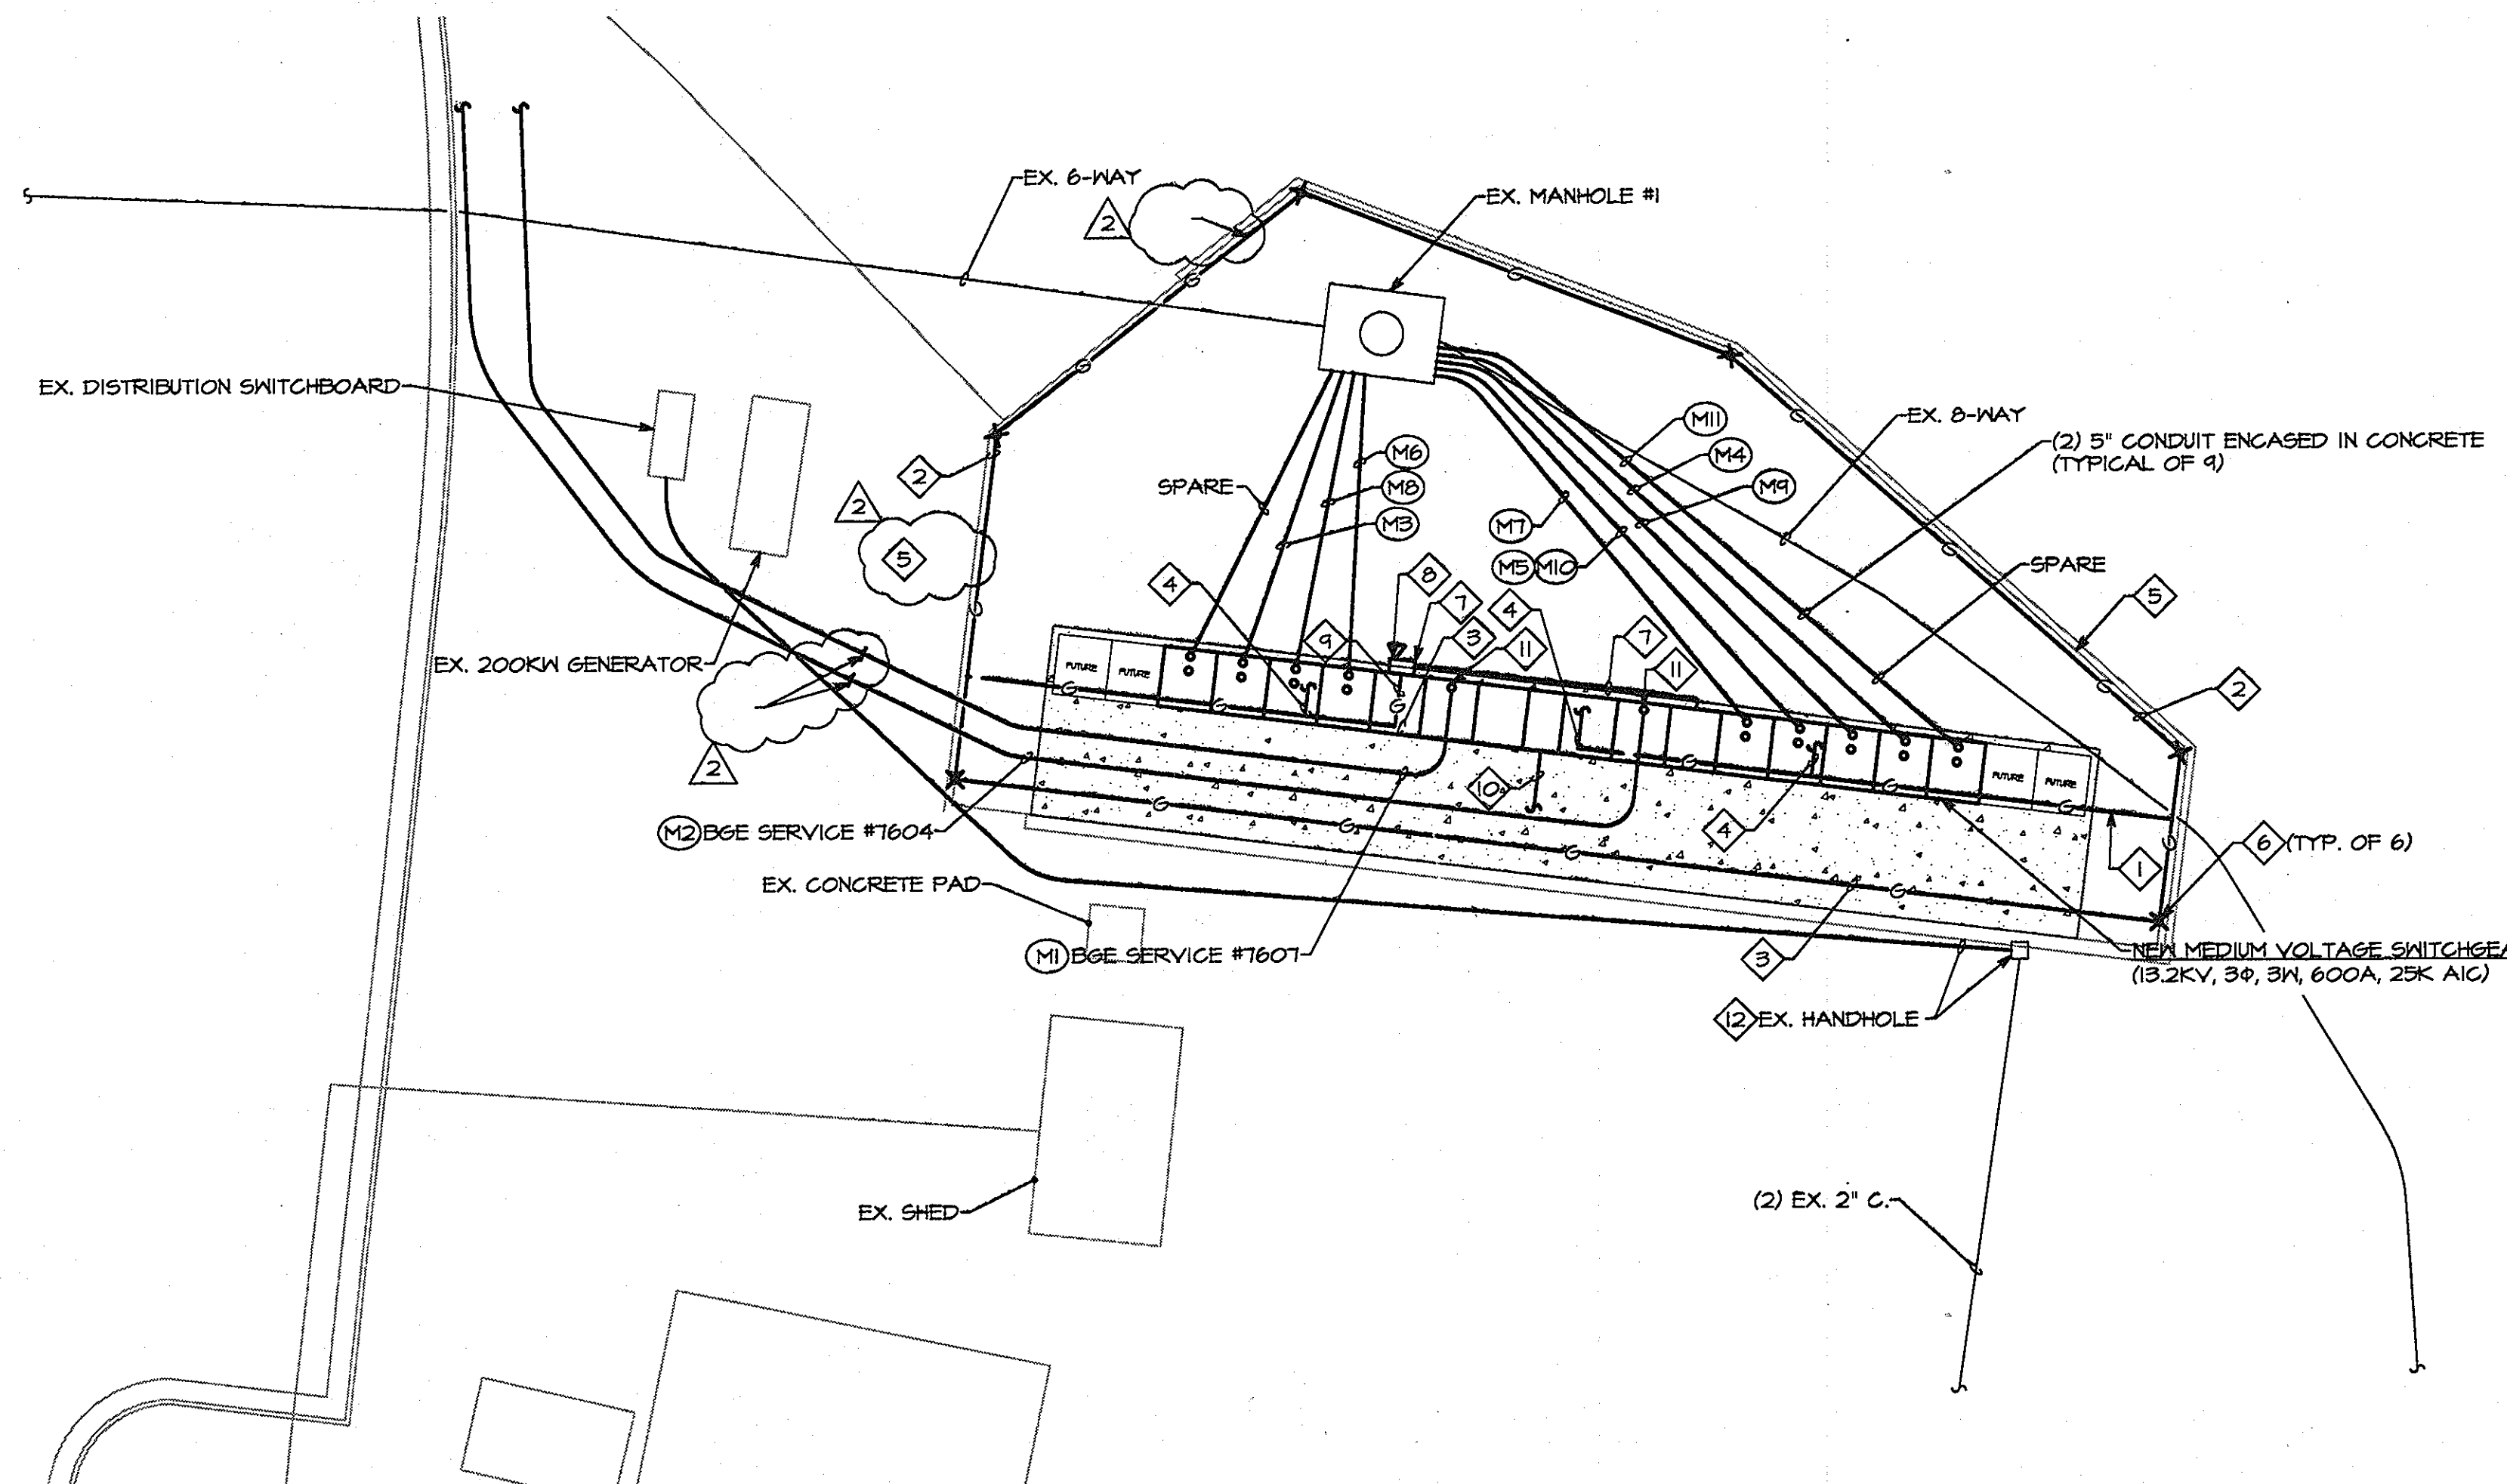 EX. 6-WAY
2
EX. MANHOLE #1
EX. DISTRIBUTION SWITCHBOARD
M11
EX. 8-WAY
M4
(2) 5" CONDUIT ENCASED IN CONCRETE
(TYPICAL OF 9)
M6
2
SPARE
M8
M9
2
M3
M7
5
M5
M10
SPARE
4
8
7
4
5
9
3
11
7
11
EX. 200KW GENERATOR
FUTURE
FUTURE
2
G
G
G
G
G
G
G
G
G
G
G
FUTURE
FUTURE
2
10
4
M2 BGE SERVICE #7604
6 (TYP. OF 6)
1
EX. CONCRETE PAD
M1 BGE SERVICE #7607
3
NEW MEDIUM VOLTAGE SWITCHGEA
(13.2KV, 3Φ, 3W, 600A, 25K AIC)
12 EX. HANDHOLE
EX. SHED
(2) EX. 2" C.